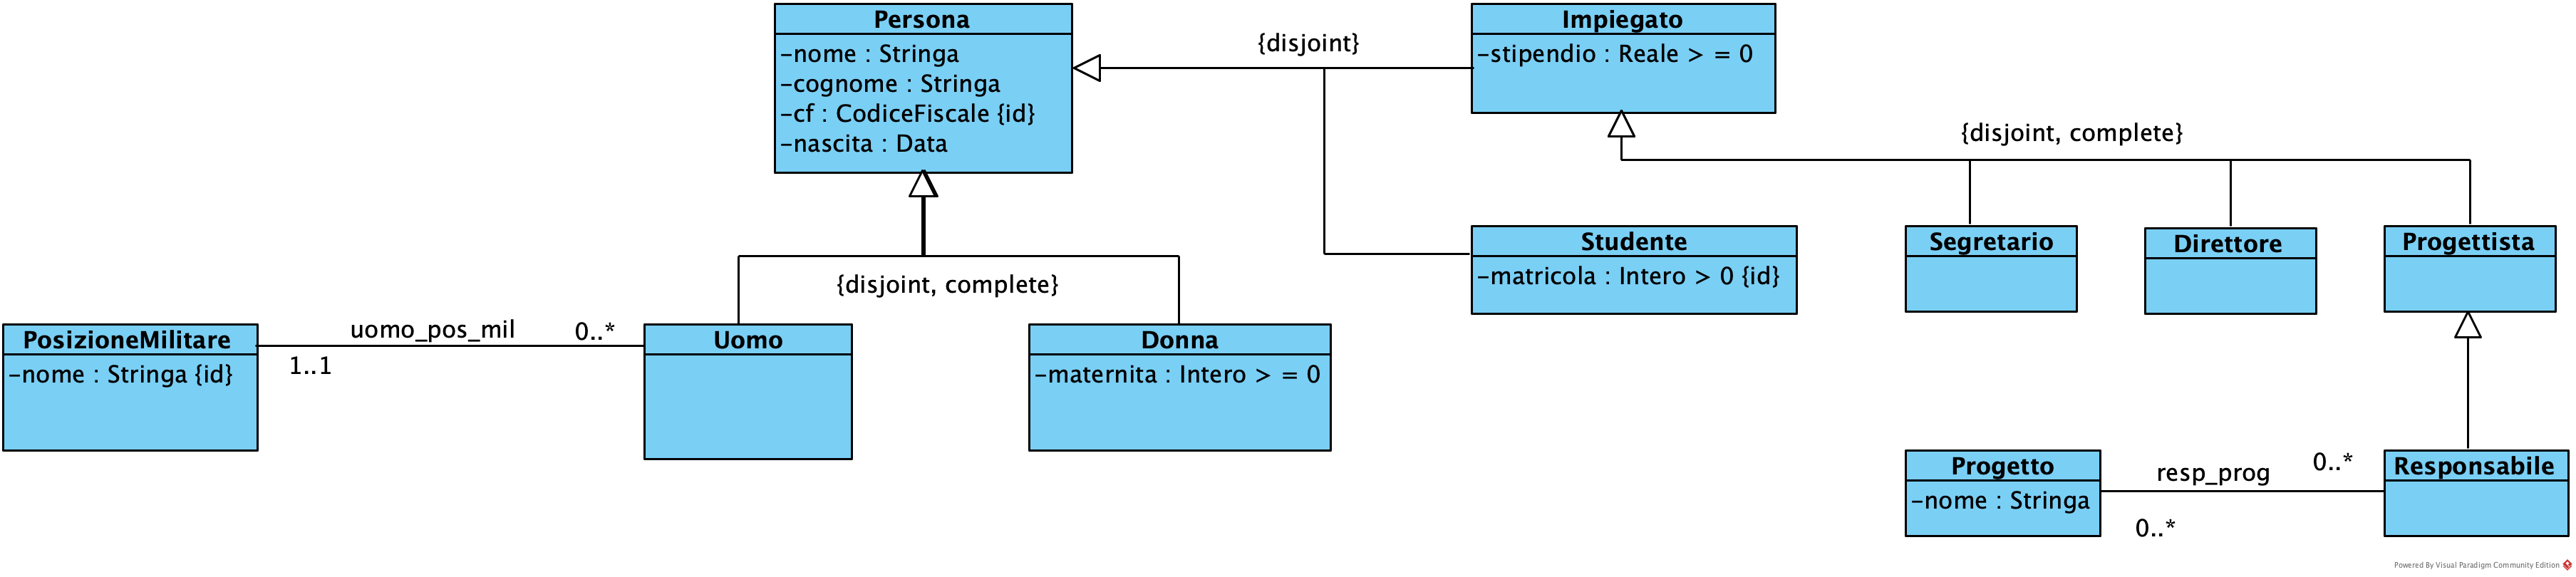 Persona
-nome : Stringa
-cognome : Stringa
-cf : CodiceFiscale {id}
-nascita : Data
{disjoint}
Impiegato
-stipendio : Reale > = 0
{disjoint, complete}
Studente
-matricola : Intero > 0 {id}
Segretario
Direttore
Progettista
{disjoint, complete}
PosizioneMilitare
-nome : Stringa {id}
uomo_pos_mil
0..*
1..1
Uomo
Donna
-maternita : Intero > = 0
Progetto
-nome : Stringa
resp_prog
0..*
0..*
Responsabile
Powered By Visual Paradigm Community Edition